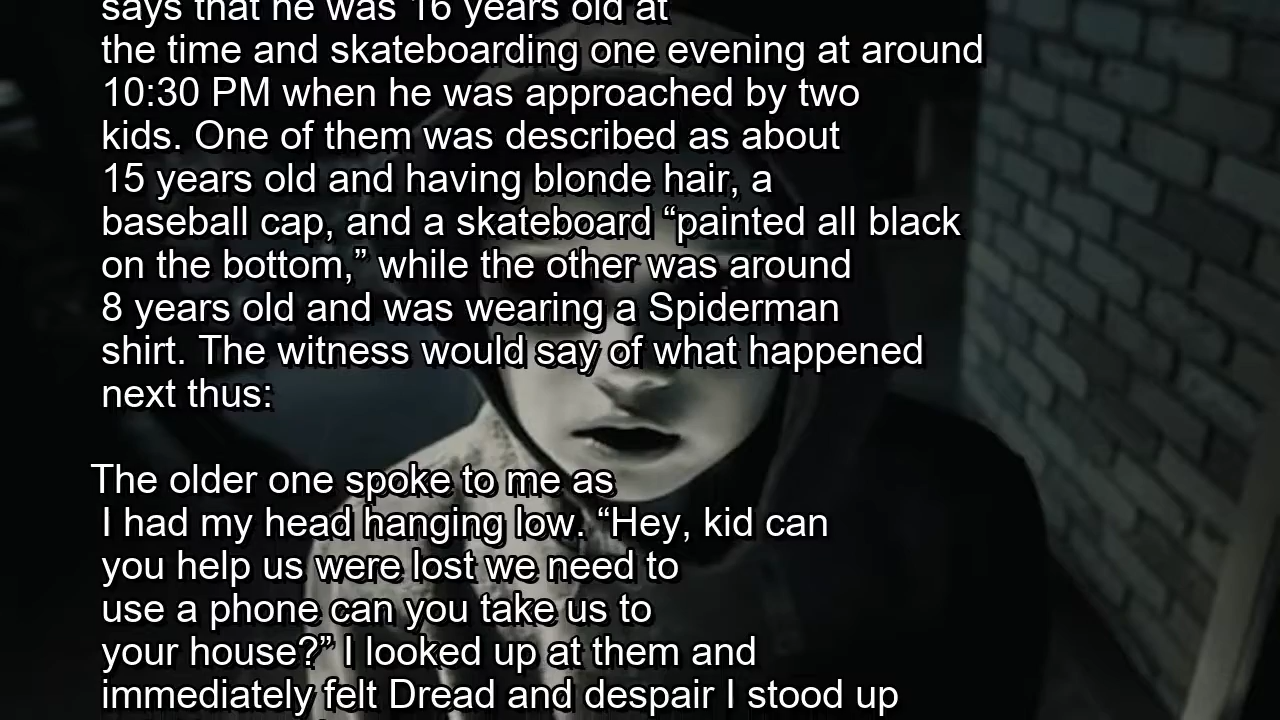 says that he was 16 years old at
the time and skateboarding one evening at around
10:30 PM when he was approached by two
kids. One of them was described as about
15 years old and having blonde hair, a
baseball cap, and a skateboard “painted all black
on the bottom,” while the other was around
8 years old and was wearing a Spiderman
shirt. The witness would say of what happened
next thus:
The older one spoke to me as
I had my head hanging low. “Hey, kid can
you help us were lost we need to
use a phone can you take us to
your house?” I looked up at them and
immediately felt Dread and despair I stood up